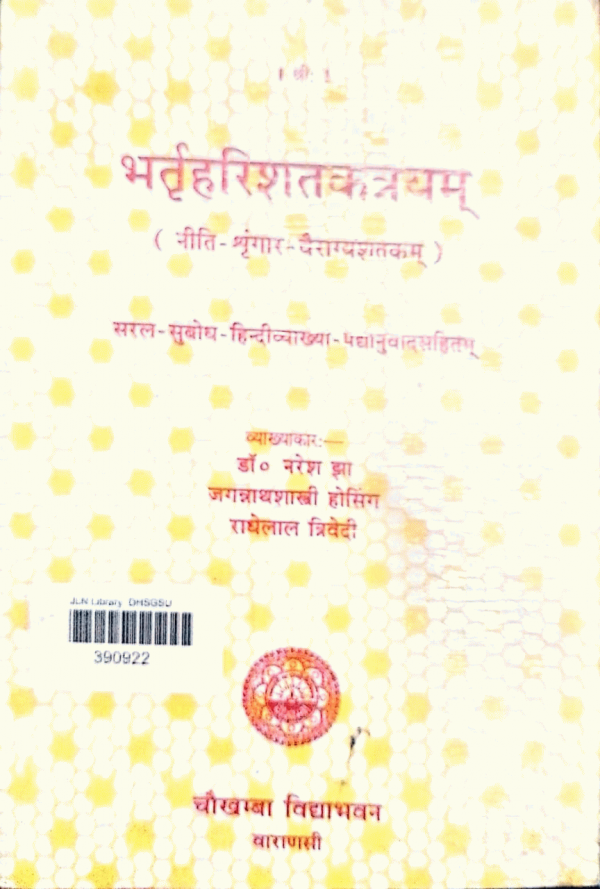 । श्रीः ।
भर्तृहरिशतकत्रयम्
( नीति-श्रृंगार-वैराग्यशतकम् )
सरल-सुबोध-हिन्दीव्याख्या-पद्यानुवादसहितम्
व्याख्याकारः—
डॉ० नरेश झा
जगन्नाथशास्त्री होसिंग
राधेलाल त्रिवेदी
JLN Library DHSGSU
390922
चौखम्बा विद्याभवन
वाराणसी